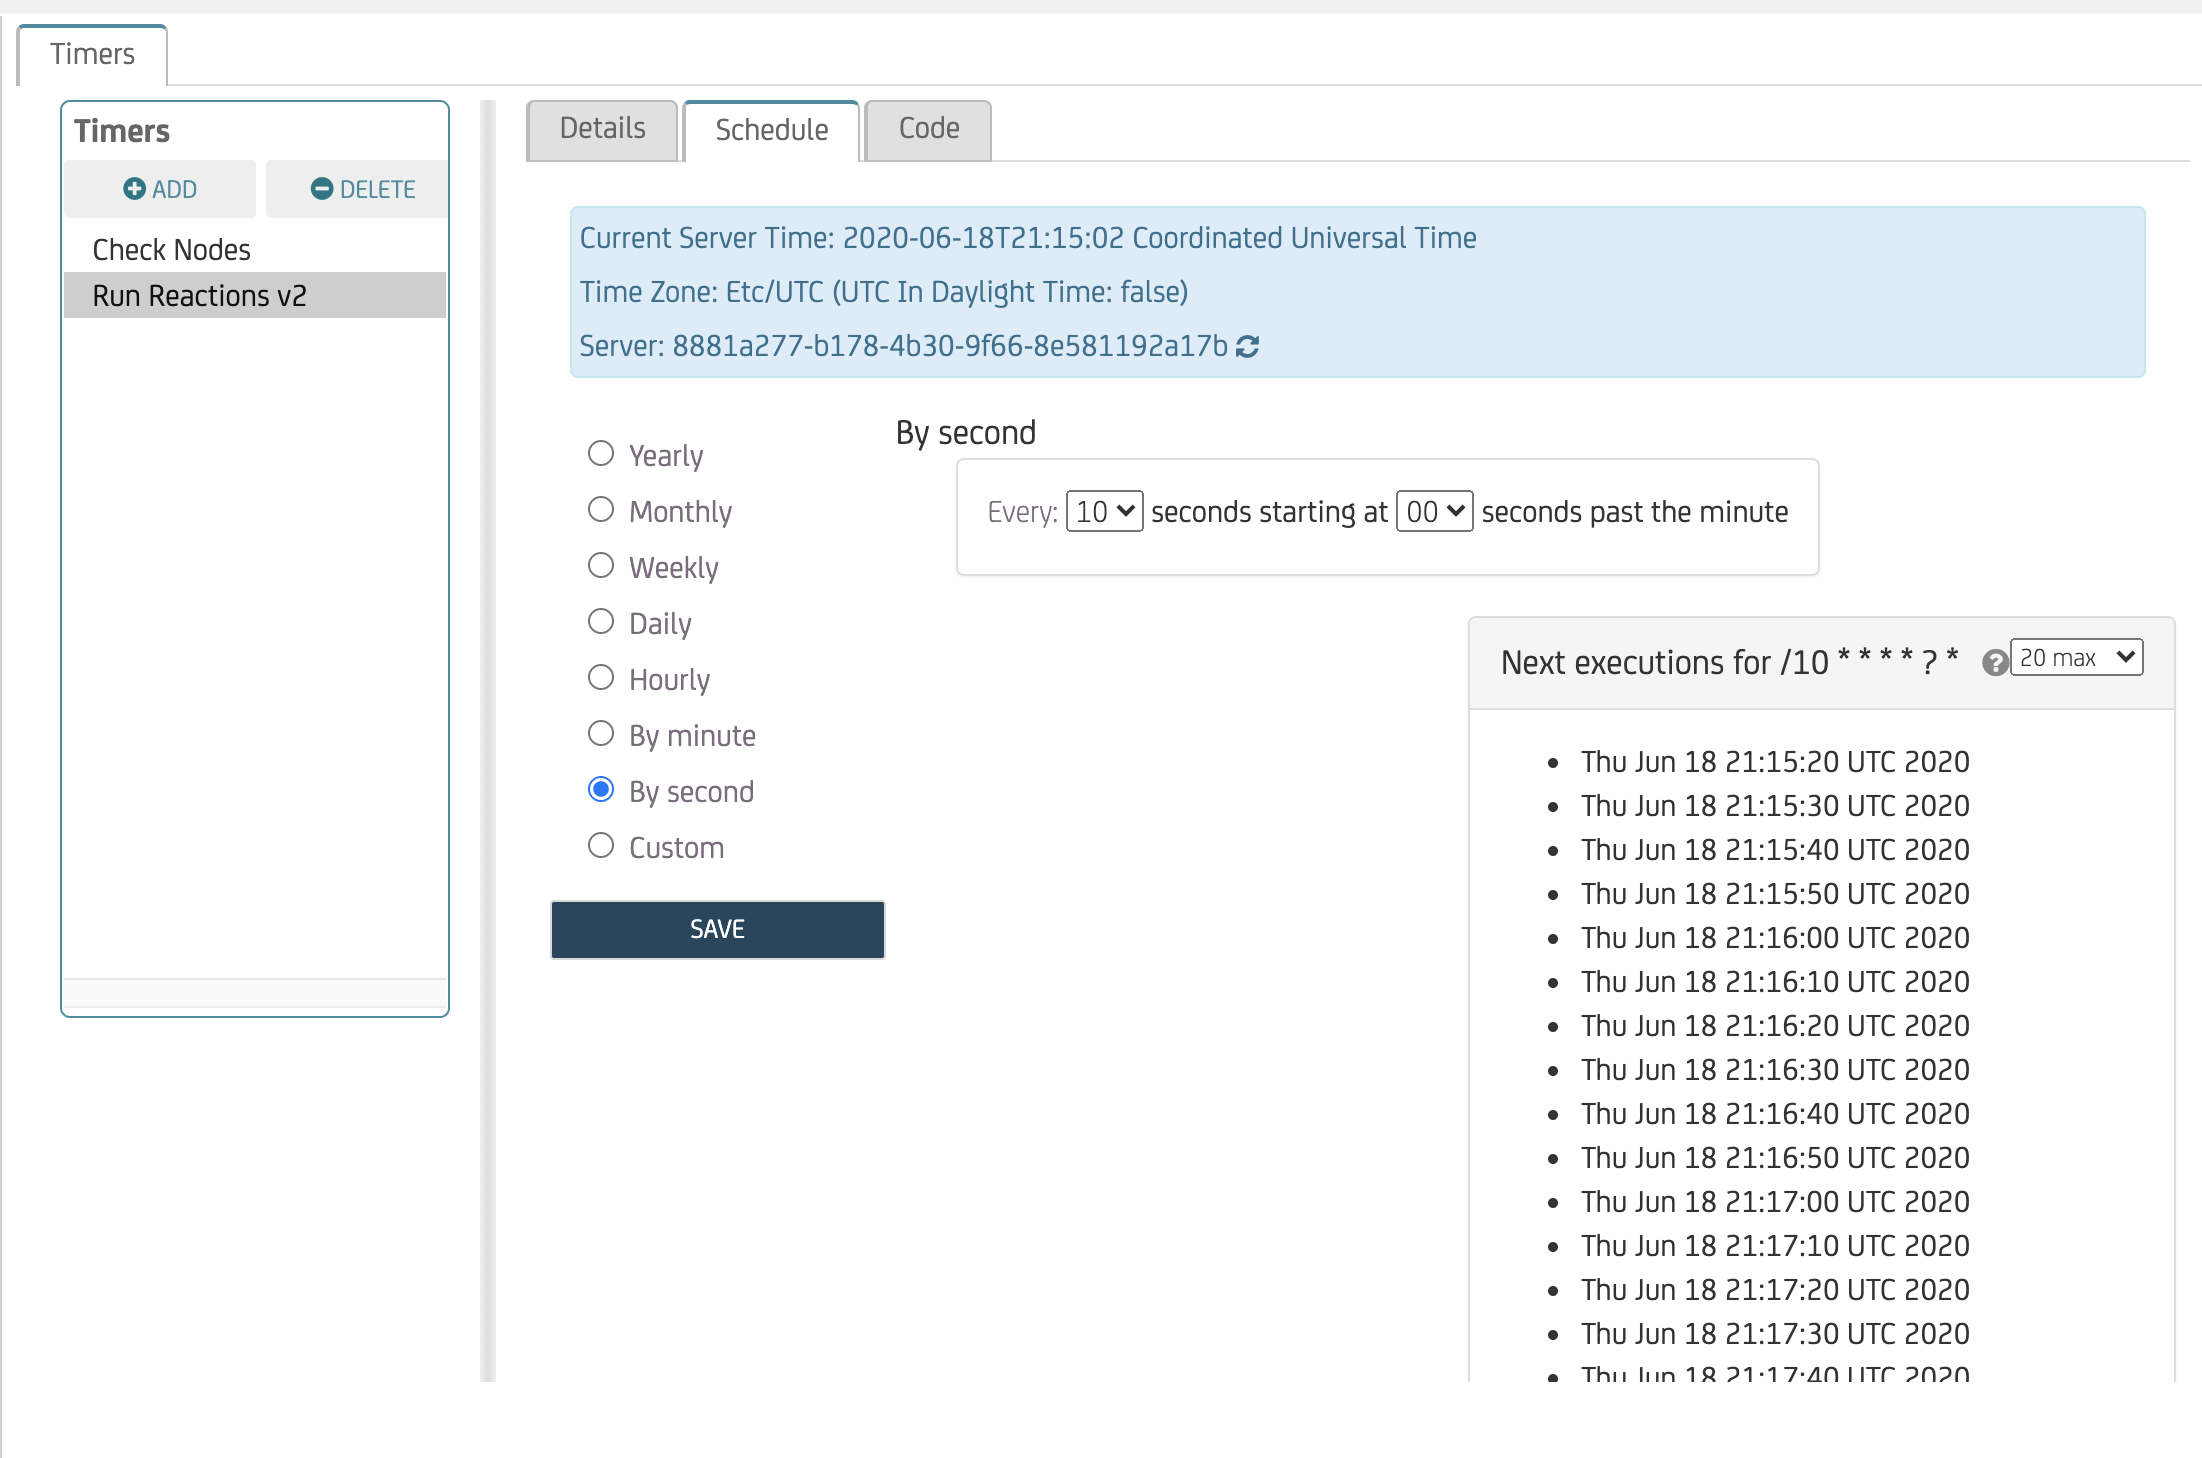 Timers
Timers
ADD DELETE
Check Nodes
Run Reactions v2
Details Schedule Code
Current Server Time: 2020-06-18T21:15:02 Coordinated Universal Time
Time Zone: Etc/UTC (UTC In Daylight Time: false)
Server: 8881a277-b178-4b30-9f66-8e581192a17b
Yearly
Monthly
Weekly
Daily
Hourly
By minute
By second
Custom
SAVE
By second
Every: 10 seconds starting at 00 seconds past the minute
Next executions for /10 * * * * ? * ? 20 max
Thu Jun 18 21:15:20 UTC 2020
Thu Jun 18 21:15:30 UTC 2020
Thu Jun 18 21:15:40 UTC 2020
Thu Jun 18 21:15:50 UTC 2020
Thu Jun 18 21:16:00 UTC 2020
Thu Jun 18 21:16:10 UTC 2020
Thu Jun 18 21:16:20 UTC 2020
Thu Jun 18 21:16:30 UTC 2020
Thu Jun 18 21:16:40 UTC 2020
Thu Jun 18 21:16:50 UTC 2020
Thu Jun 18 21:17:00 UTC 2020
Thu Jun 18 21:17:10 UTC 2020
Thu Jun 18 21:17:20 UTC 2020
Thu Jun 18 21:17:30 UTC 2020
Thu Jun 18 21:17:40 UTC 2020